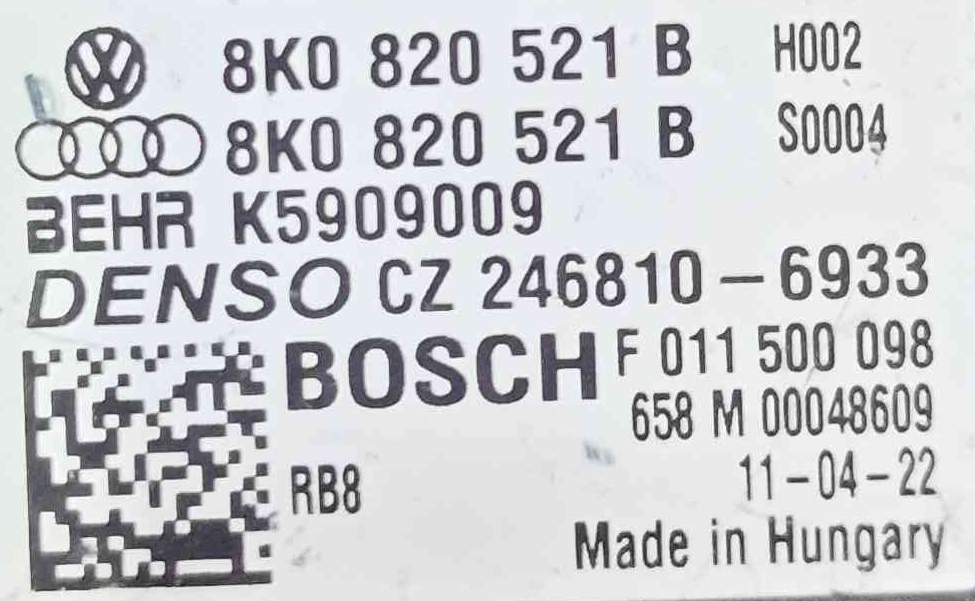 8K0 820 521 B H002
8K0 820 521 B S0004
BEHR K5909009
DENSO CZ 246810-6933
BOSCH F 011 500 098
658 M 00048609
RB8 11-04-22
Made in Hungary